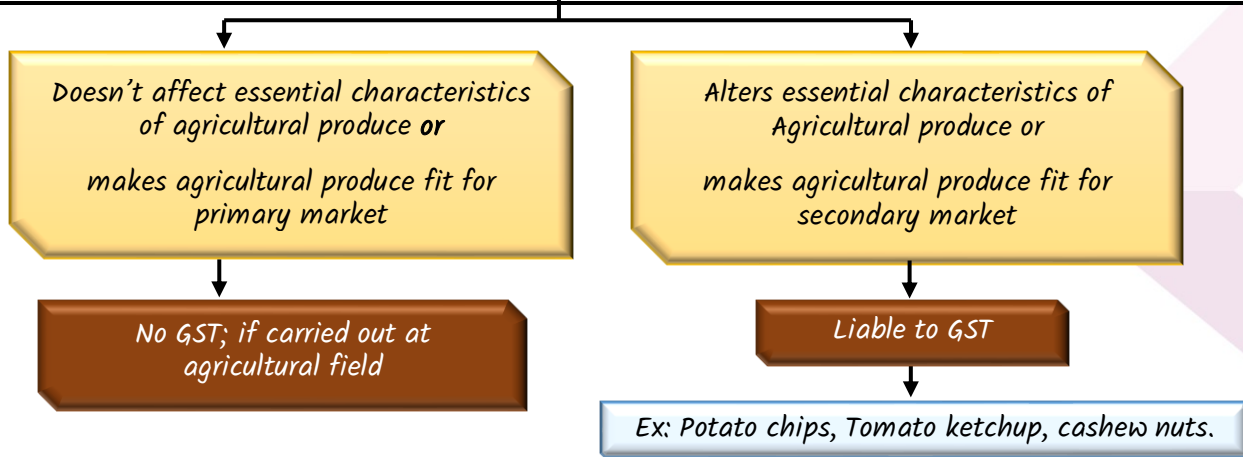 Doesn't affect essential characteristics
of agricultural produce or
makes agricultural produce fit for
primary market
Alters essential characteristics of
Agricultural produce or
makes agricultural produce fit for
secondary market
No GST; if carried out at
agricultural field
Liable to GST
Ex: Potato chips, Tomato ketchup, cashew nuts.